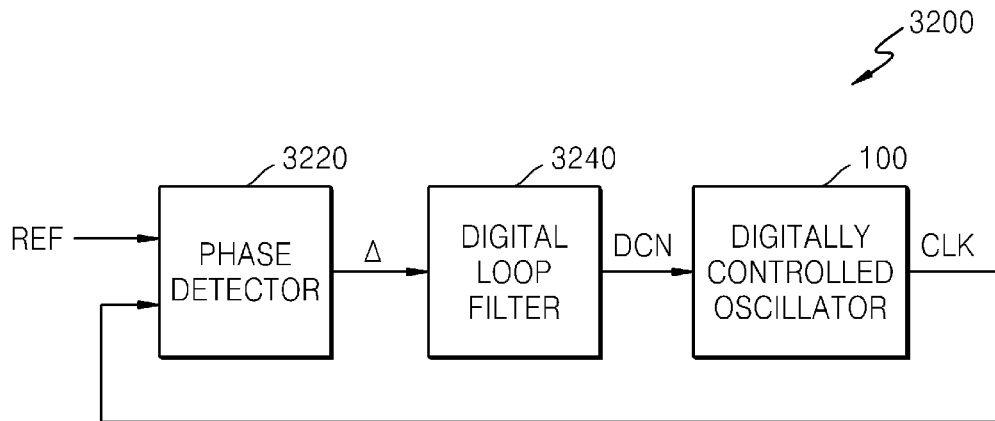 3200
3220
3240
100
REF
PHASE
DETECTOR
Δ
DIGITAL
LOOP
FILTER
DCN
DIGITALLY
CONTROLLED
OSCILLATOR
CLK